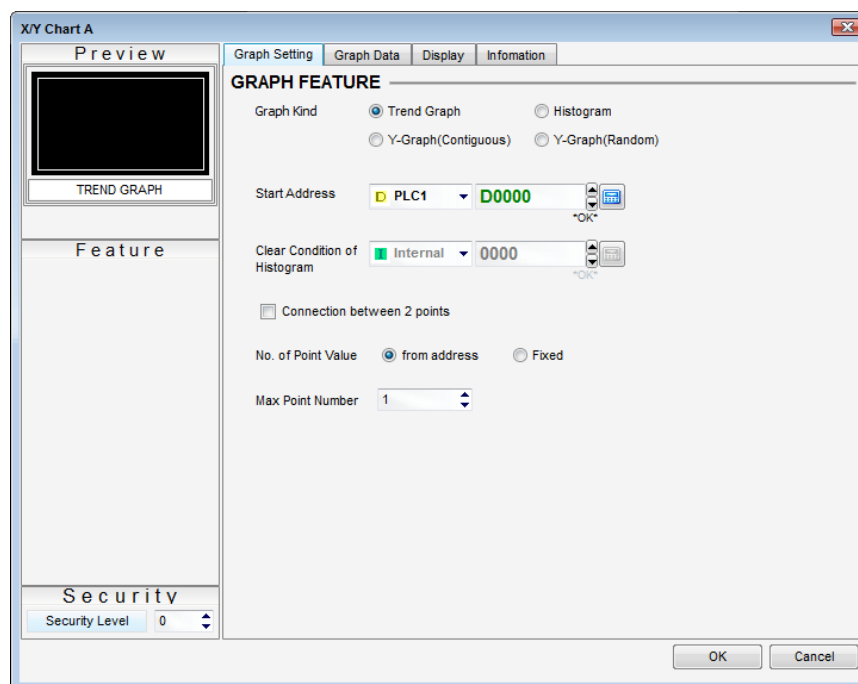 X/Y Chart A
Preview
TREND GRAPH
Feature
Security
Security Level 0
Graph Setting Graph Data Display Infomation
GRAPH FEATURE
Graph Kind Trend Graph Histogram
Y-Graph(Contiguous) Y-Graph(Random)
Start Address D PLC1 D0000
*OK*
Clear Condition of
Histogram I Internal 0000
*OK*
Connection between 2 points
No. of Point Value from address Fixed
Max Point Number 1
OK Cancel